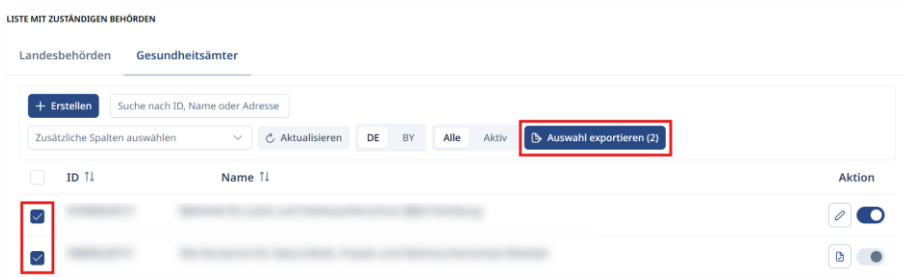 LISTE MIT ZUSTÄNDIGEN BEHÖRDEN
Landesbehörden Gesundheitsämter
+ Erstellen Suche nach ID, Name oder Adresse
Zusätzliche Spalten auswählen Aktualisieren DE BY Alle Aktiv Auswahl exportieren (2)
ID ↑↓ Name ↑↓ Aktion